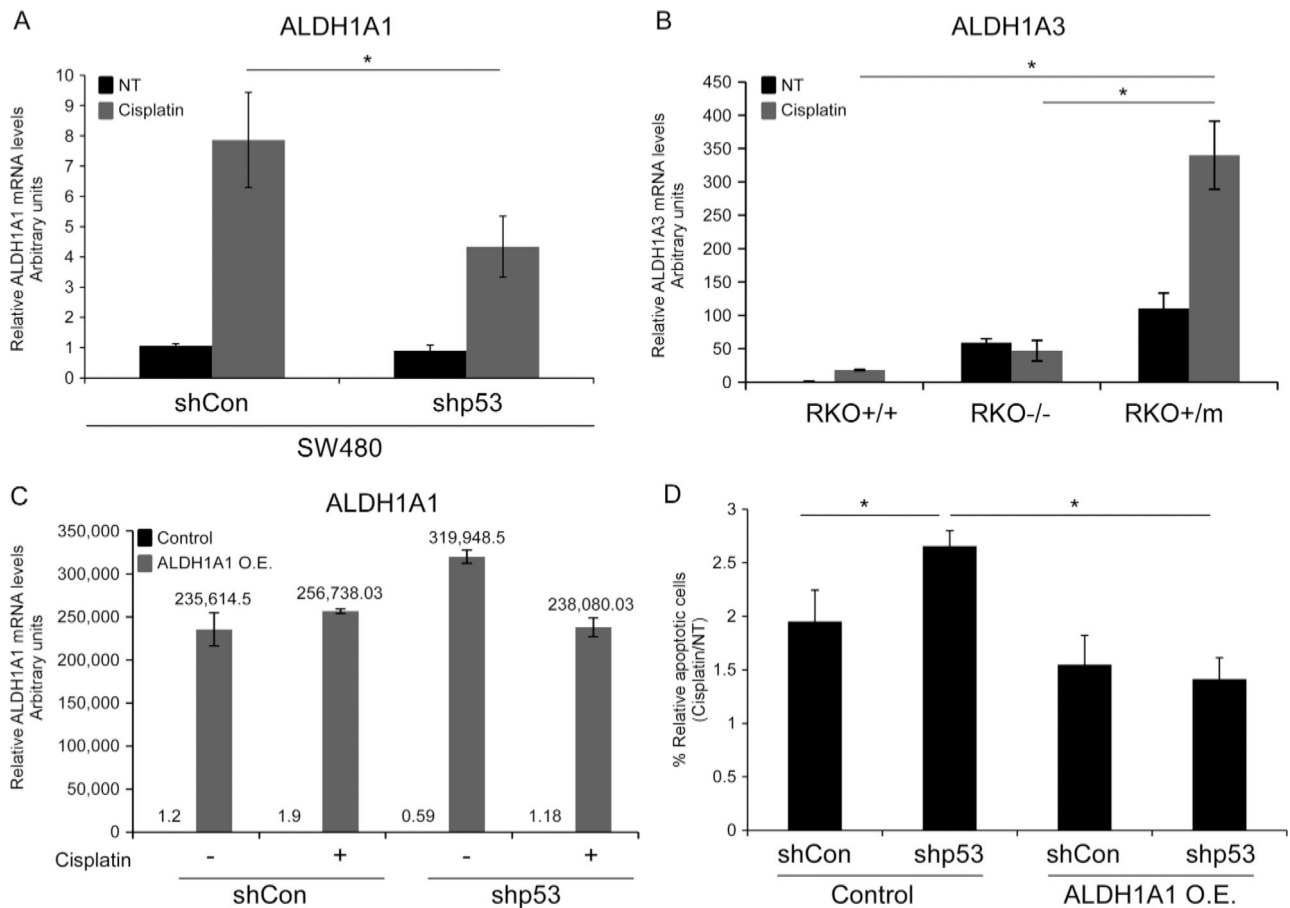 A
ALDH1A1
Relative ALDH1A1 mRNA levels
Arbitrary units
10
9
8
7
6
5
4
3
2
1
0
NT
Cisplatin
*
shCon
shp53
SW480
B
ALDH1A3
Relative ALDH1A3 mRNA levels
Arbitrary units
450
400
350
300
250
200
150
100
50
0
NT
Cisplatin
*
*
RKO+/+
RKO-/-
RKO+/m
C
ALDH1A1
Relative ALDH1A1 mRNA levels
Arbitrary units
350,000
300,000
250,000
200,000
150,000
100,000
50,000
0
Control
ALDH1A1 O.E.
1.2
235,614.5
1.9
256,738.03
0.59
319,948.5
1.18
238,080.03
Cisplatin - + - +
shCon
shp53
D
% Relative apoptotic cells
(Cisplatin/NT)
3
2.5
2
1.5
1
0.5
0
*
*
shCon
shp53
shCon
shp53
Control
ALDH1A1 O.E.